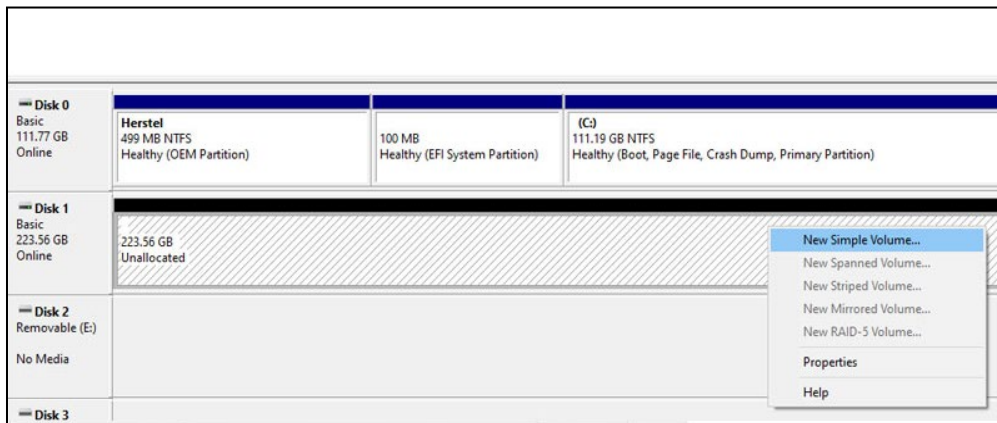 Disk 0
Basic
111.77 GB
Online
Herstel
499 MB NTFS
Healthy (OEM Partition)
100 MB
Healthy (EFI System Partition)
(C:)
111.19 GB NTFS
Healthy (Boot, Page File, Crash Dump, Primary Partition)
Disk 1
Basic
223.56 GB
Online
223.56 GB
Unallocated
New Simple Volume...
New Spanned Volume...
New Striped Volume...
New Mirrored Volume...
New RAID-5 Volume...
Properties
Help
Disk 2
Removable (E:)
No Media
Disk 3